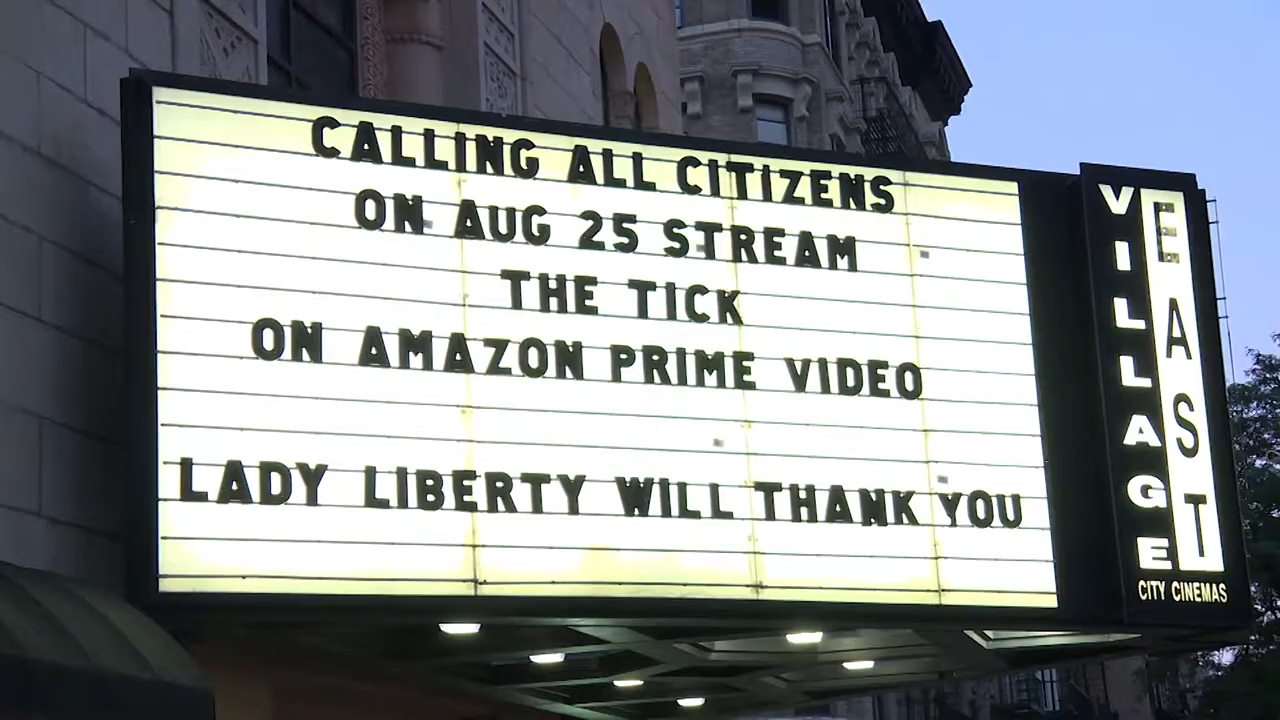 CALLING ALL CITIZENS
ON AUG 25 STREAM
THE TICK
ON AMAZON PRIME VIDEO
LADY LIBERTY WILL THANK YOU
VILLAGE
EAST
CITY CINEMAS